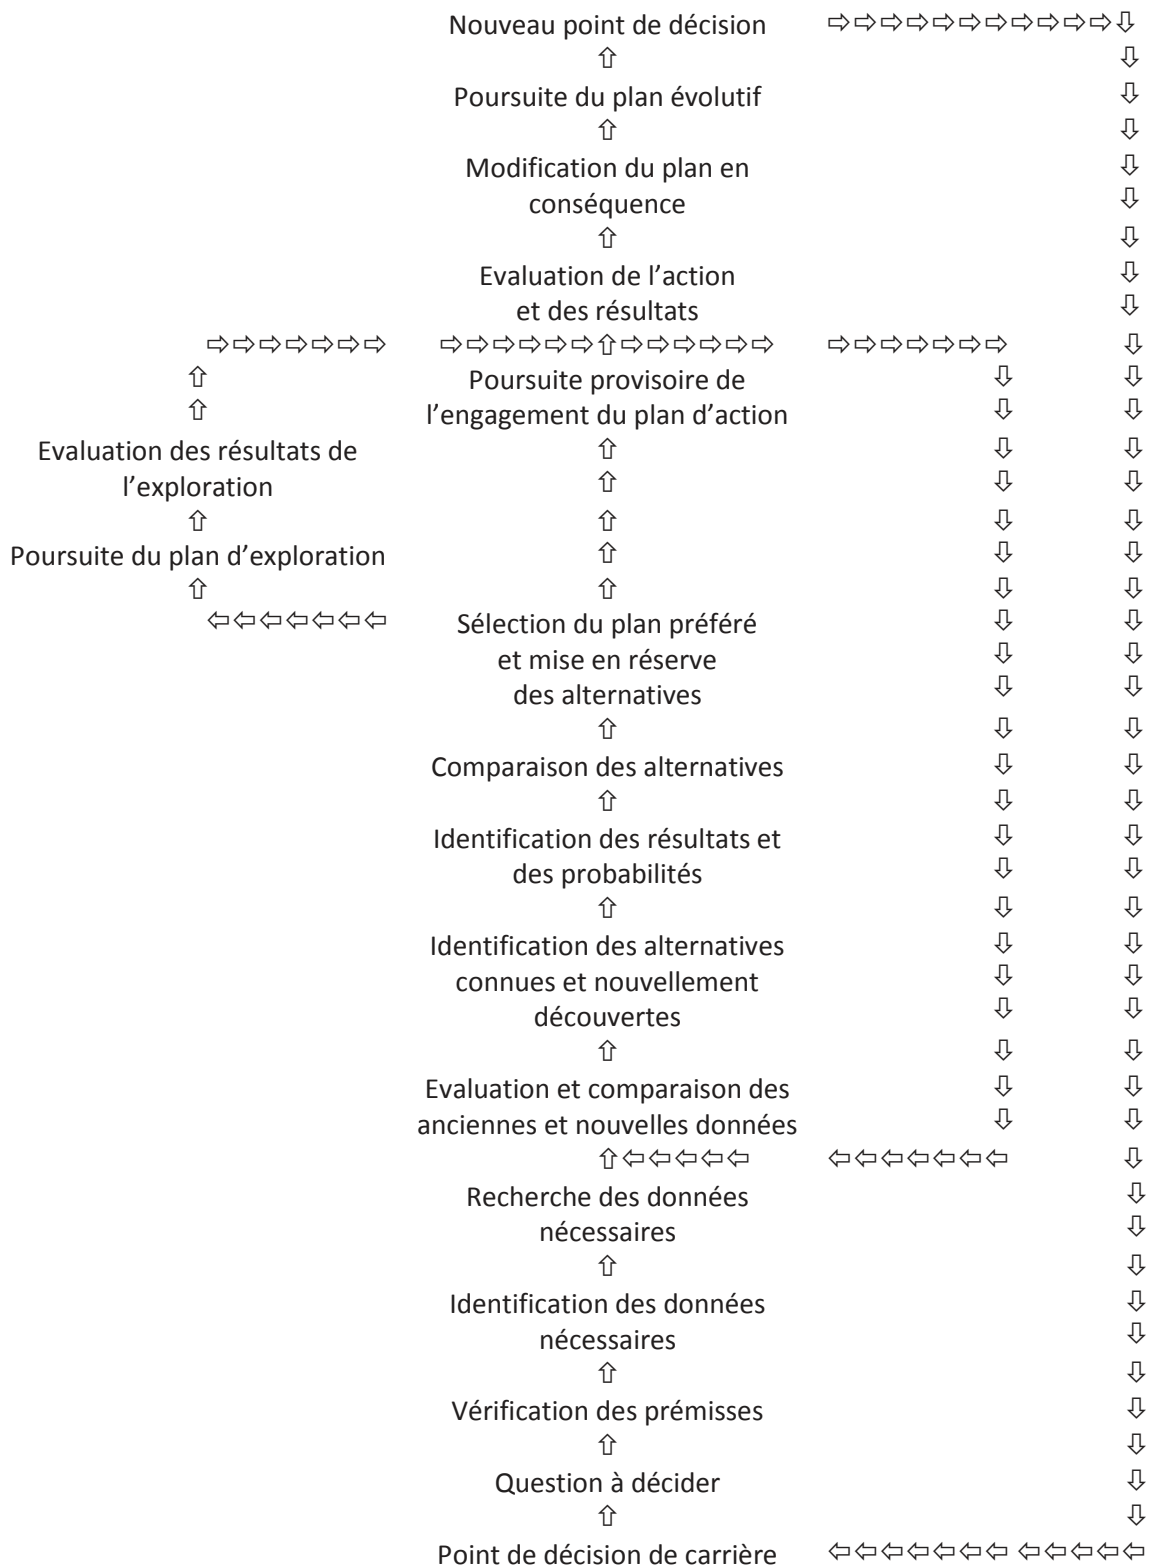 Nouveau point de décision ⇨⇨⇨⇨⇨⇨⇨⇨⇨⇨⇨⇩
⇧ ⇩
Poursuite du plan évolutif ⇩
⇧ ⇩
Modification du plan en ⇩
conséquence ⇩
⇧ ⇩
Evaluation de l’action ⇩
et des résultats ⇩
⇨⇨⇨⇨⇨⇨⇨ ⇨⇨⇨⇨⇨⇨⇧⇨⇨⇨⇨⇨⇨ ⇨⇨⇨⇨⇨⇨⇨ ⇩
⇧ Poursuite provisoire de ⇩ ⇩
⇧ l’engagement du plan d’action ⇩ ⇩
Evaluation des résultats de ⇧ ⇩ ⇩
l’exploration ⇧ ⇩ ⇩
⇧ ⇧ ⇩ ⇩
Poursuite du plan d’exploration ⇧ ⇩ ⇩
⇧ ⇧ ⇩ ⇩
⇦⇦⇦⇦⇦⇦⇦ Sélection du plan préféré ⇩ ⇩
et mise en réserve ⇩ ⇩
des alternatives ⇩ ⇩
⇧ ⇩ ⇩
Comparaison des alternatives ⇩ ⇩
⇧ ⇩ ⇩
Identification des résultats et ⇩ ⇩
des probabilités ⇩ ⇩
⇧ ⇩ ⇩
Identification des alternatives ⇩ ⇩
connues et nouvellement ⇩ ⇩
découvertes ⇩ ⇩
⇧ ⇩ ⇩
Evaluation et comparaison des ⇩ ⇩
anciennes et nouvelles données ⇩ ⇩
⇧⇦⇦⇦⇦⇦ ⇦⇦⇦⇦⇦⇦⇦ ⇩
Recherche des données ⇩
nécessaires ⇩
⇧ ⇩
Identification des données ⇩
nécessaires ⇩
⇧ ⇩
Vérification des prémisses ⇩
⇧ ⇩
Question à décider ⇩
⇧ ⇩
Point de décision de carrière ⇦⇦⇦⇦⇦⇦⇦ ⇦⇦⇦⇦⇦